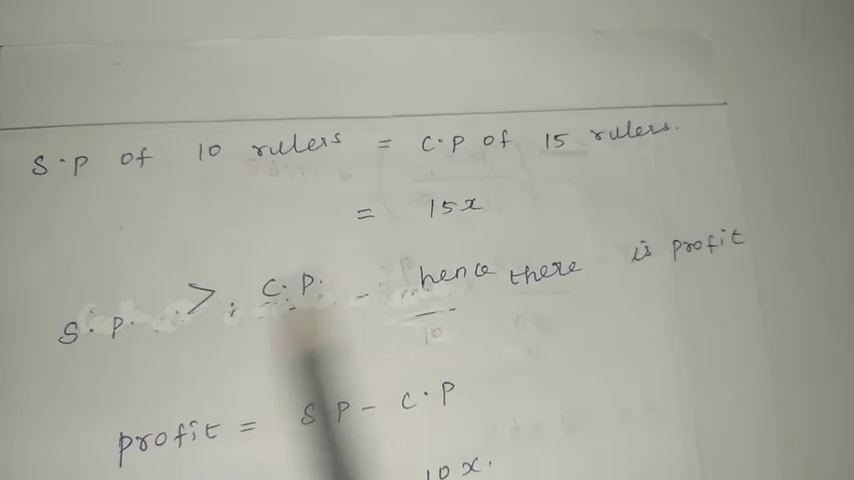 S.P of 10 rulers = C.P of 15 rulers.
= 15x
S.P. > C.P. hence there is profit
profit = S.P - C.P
10x.